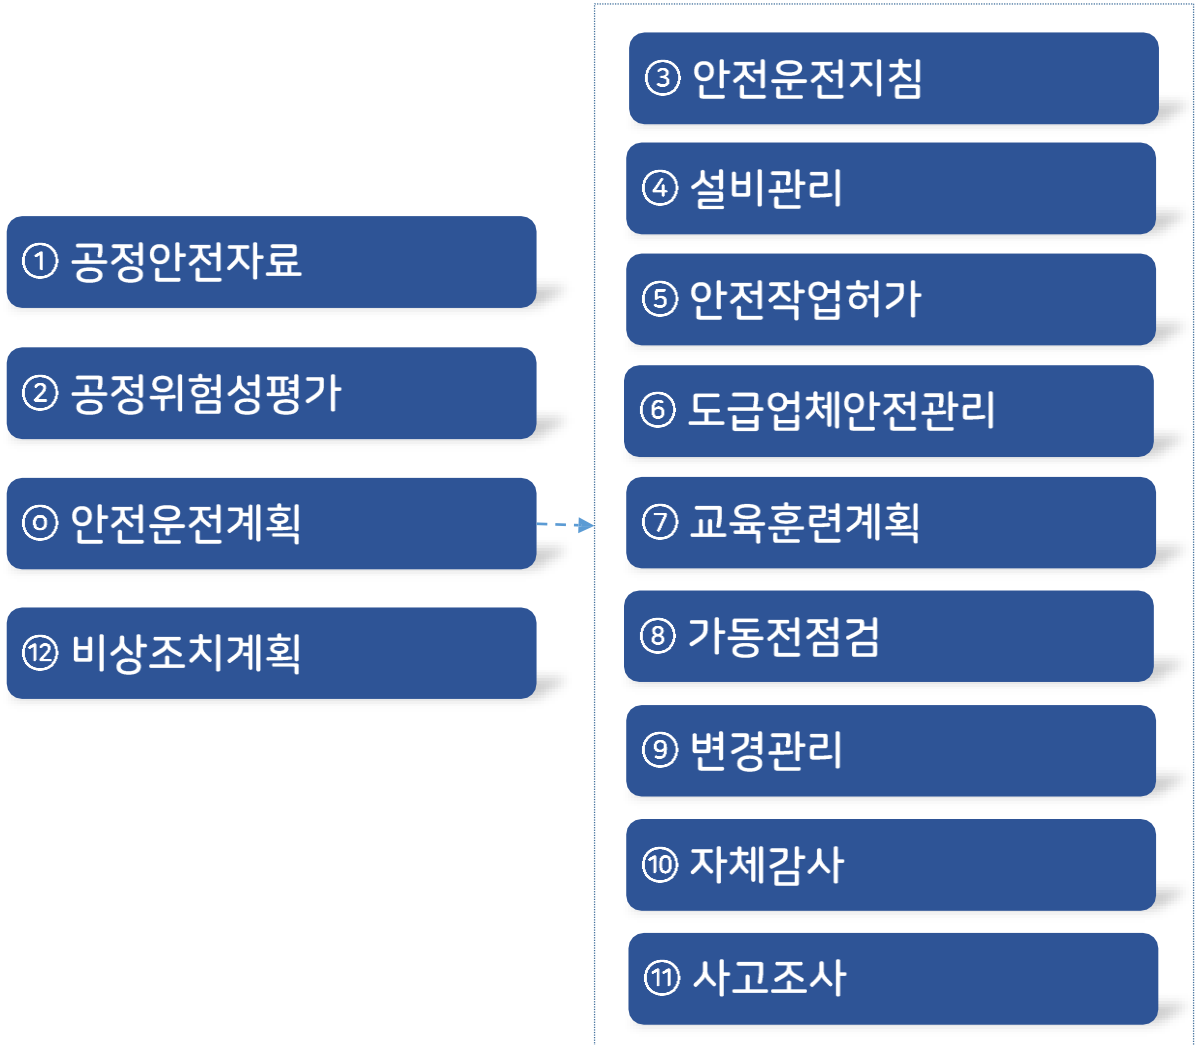 ① 공정안전자료
② 공정위험성평가
ⓞ 안전운전계획
⑫ 비상조치계획
③ 안전운전지침
④ 설비관리
⑤ 안전작업허가
⑥ 도급업체안전관리
⑦ 교육훈련계획
⑧ 가동전점검
⑨ 변경관리
⑩ 자체감사
⑪ 사고조사